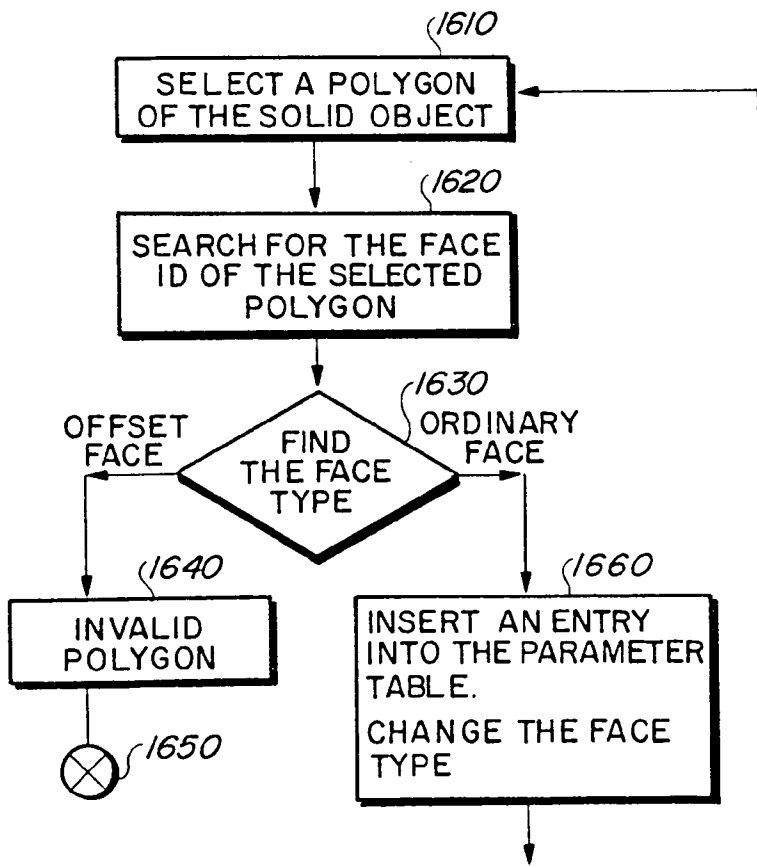 1610
SELECT A POLYGON
OF THE SOLID OBJECT
1620
SEARCH FOR THE FACE
ID OF THE SELECTED
POLYGON
1630
OFFSET
FACE
FIND
THE FACE
TYPE
ORDINARY
FACE
1640
INVALID
POLYGON
1650
1660
INSERT AN ENTRY
INTO THE PARAMETER
TABLE.
CHANGE THE FACE
TYPE